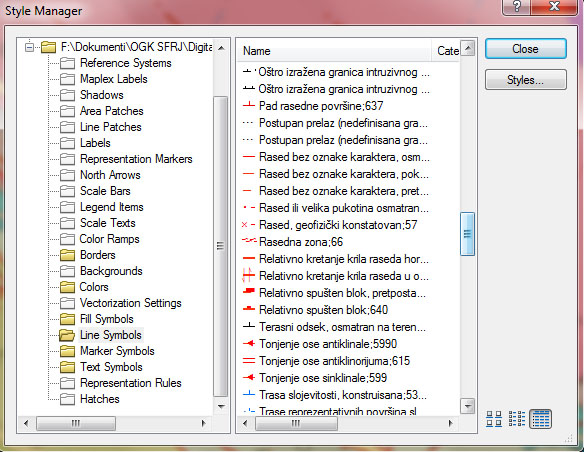 Style Manager
F:\Dokumenti\OGK SFRJ\Digita
Reference Systems
Maplex Labels
Shadows
Area Patches
Line Patches
Labels
Representation Markers
North Arrows
Scale Bars
Legend Items
Scale Texts
Color Ramps
Borders
Backgrounds
Colors
Vectorization Settings
Fill Symbols
Line Symbols
Marker Symbols
Text Symbols
Representation Rules
Hatches
Name Cate
Oštro izražena granica intruzivnog ...
Oštro izražena granica intruzivnog ...
Pad rasedne površine;637
Postupan prelaz (nedefinisana gra...
Postupan prelaz (nedefinisana gra...
Rased bez oznake karaktera, osm...
Rased bez oznake karaktera, pok...
Rased bez oznake karaktera, pret...
Rased ili velika pukotina osmatran...
Rased, geofizički konstatovan;57
Rasedna zona;66
Relativno kretanje krila raseda hor...
Relativno kretanje krila raseda u o...
Relativno spušten blok, pretposta...
Relativno spušten blok;640
Terasni odsek, osmatran na teren...
Tonjenje ose antiklinale;5990
Tonjenje ose antiklinorijuma;615
Tonjenje ose sinklinale;599
Trasa slojevitosti, konstruisana;53...
Trase reprezentativnih površina sl...
Close
Styles...